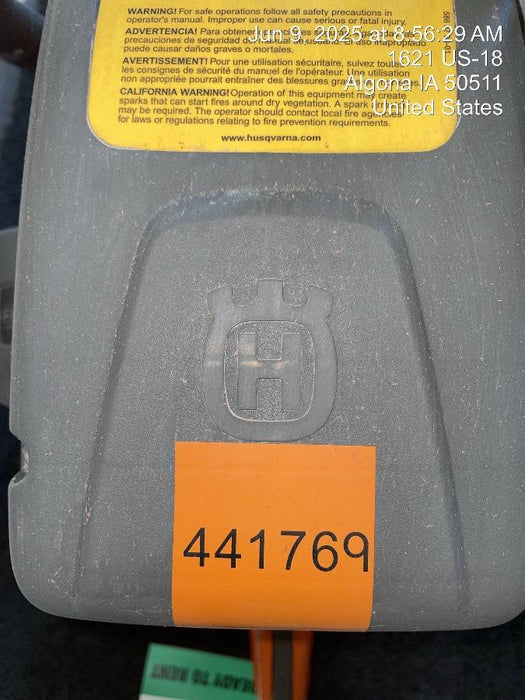 WARNING! For safe operations follow all safety precautions in
operator's manual. Improper use can cause serious or fatal injury.
ADVERTENCIA! Para
precauciones de seguridad
puede causar daños graves o mortales.
AVERTISSEMENT! Pour une utilisation sécuritaire, suivez toutes
les consignes de sécurité du manuel de l'opérateur. Une utilisation
non appropriée pourrait entraîner des blessures
CALIFORNIA WARNING! Operation of this equipment may create
sparks that can start fires around dry vegetation. A spark
may be required. The operator should contact local fire agencies
for laws or regulations relating to fire prevention requirements.
www.husqvarna.com
Jun 9, 2025 at 8:56:29 AM
1621 US-18
Algona IA 50511
United States
H
441769
READY TO RENT